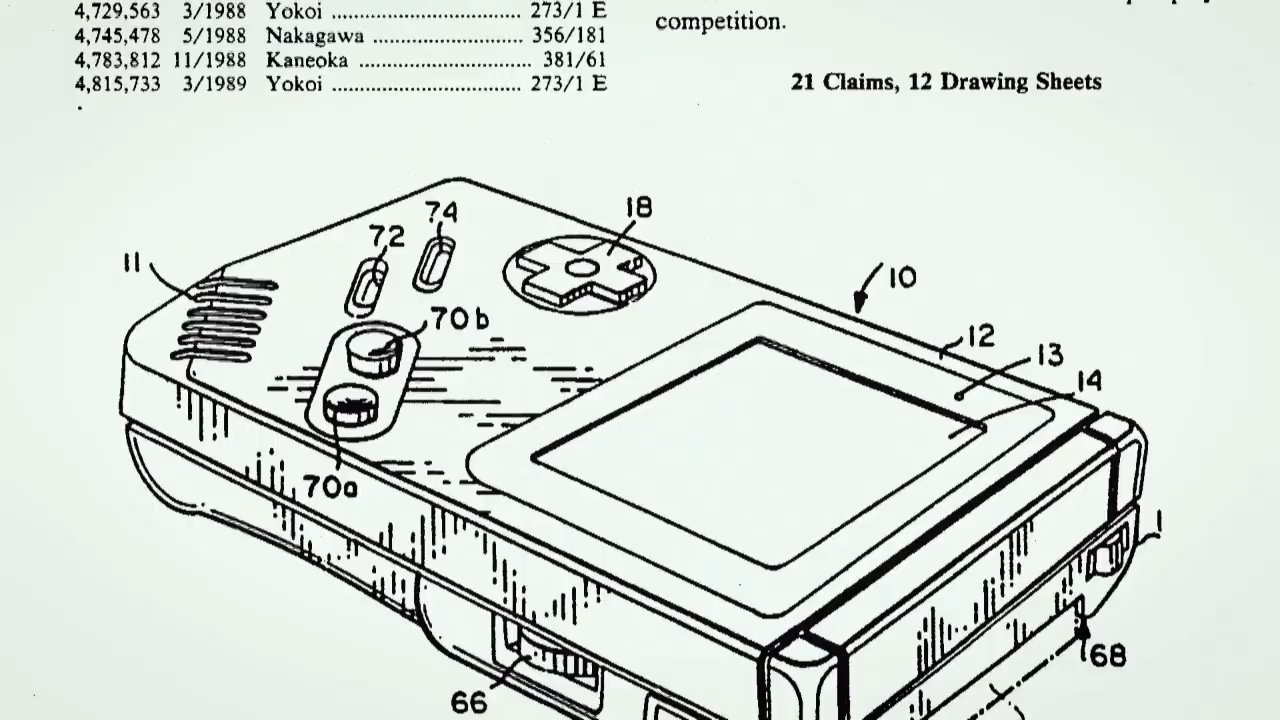 4,729,563 3/1988 Yokoi ................................ 273/1 E
4,745,478 5/1988 Nakagawa ......................... 356/181
4,783,812 11/1988 Kaneoka ............................ 381/61
4,815,733 3/1989 Yokoi ................................ 273/1 E
competition.
21 Claims, 12 Drawing Sheets
74
18
72
11
10
70b
12
13
14
70a
1
68
66